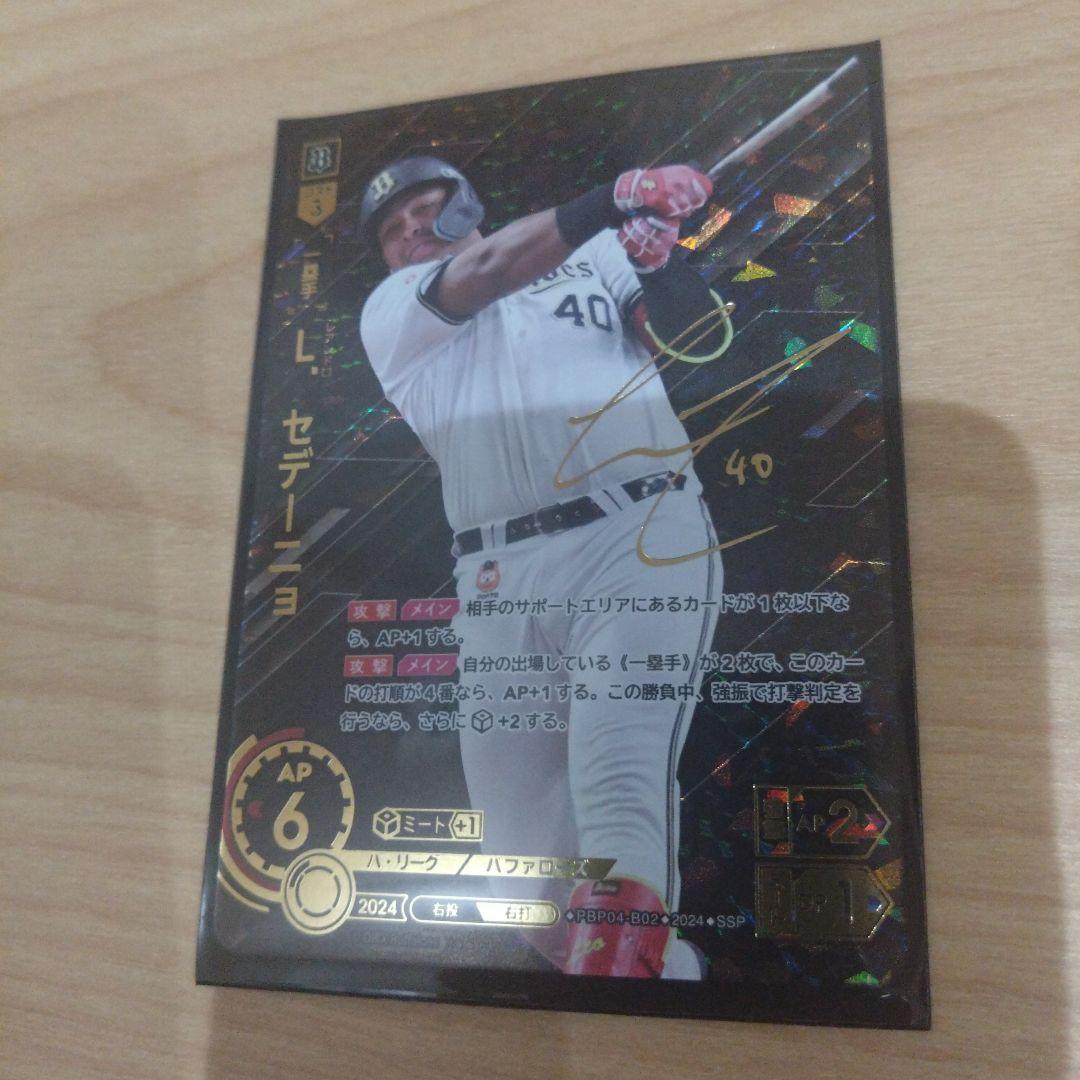 B
コスト
3
一塁手
L.
レアンドロ
セデーニョ
B
40
40
攻撃 メイン 相手のサポートエリアにあるカードが1枚以下な
ら、AP+1する。
攻撃 メイン 自分の出場している《一塁手》が2枚で、このカー
ドの打順が4番なら、AP+1する。この勝負中、強振で打撃判定を
行うなら、さらに +2する。
AP
6
ミート +1
AP 2
DP 1
パ・リーグ / バファローズ
2024 右投 右打
◆PBP04-B02◆2024◆SSP